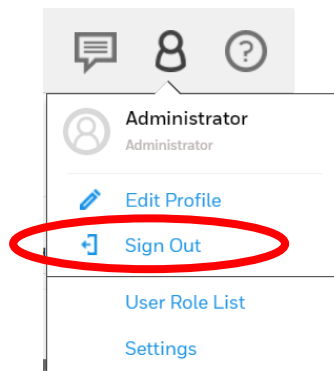 ?
Administrator
Administrator
Edit Profile
Sign Out
User Role List
Settings